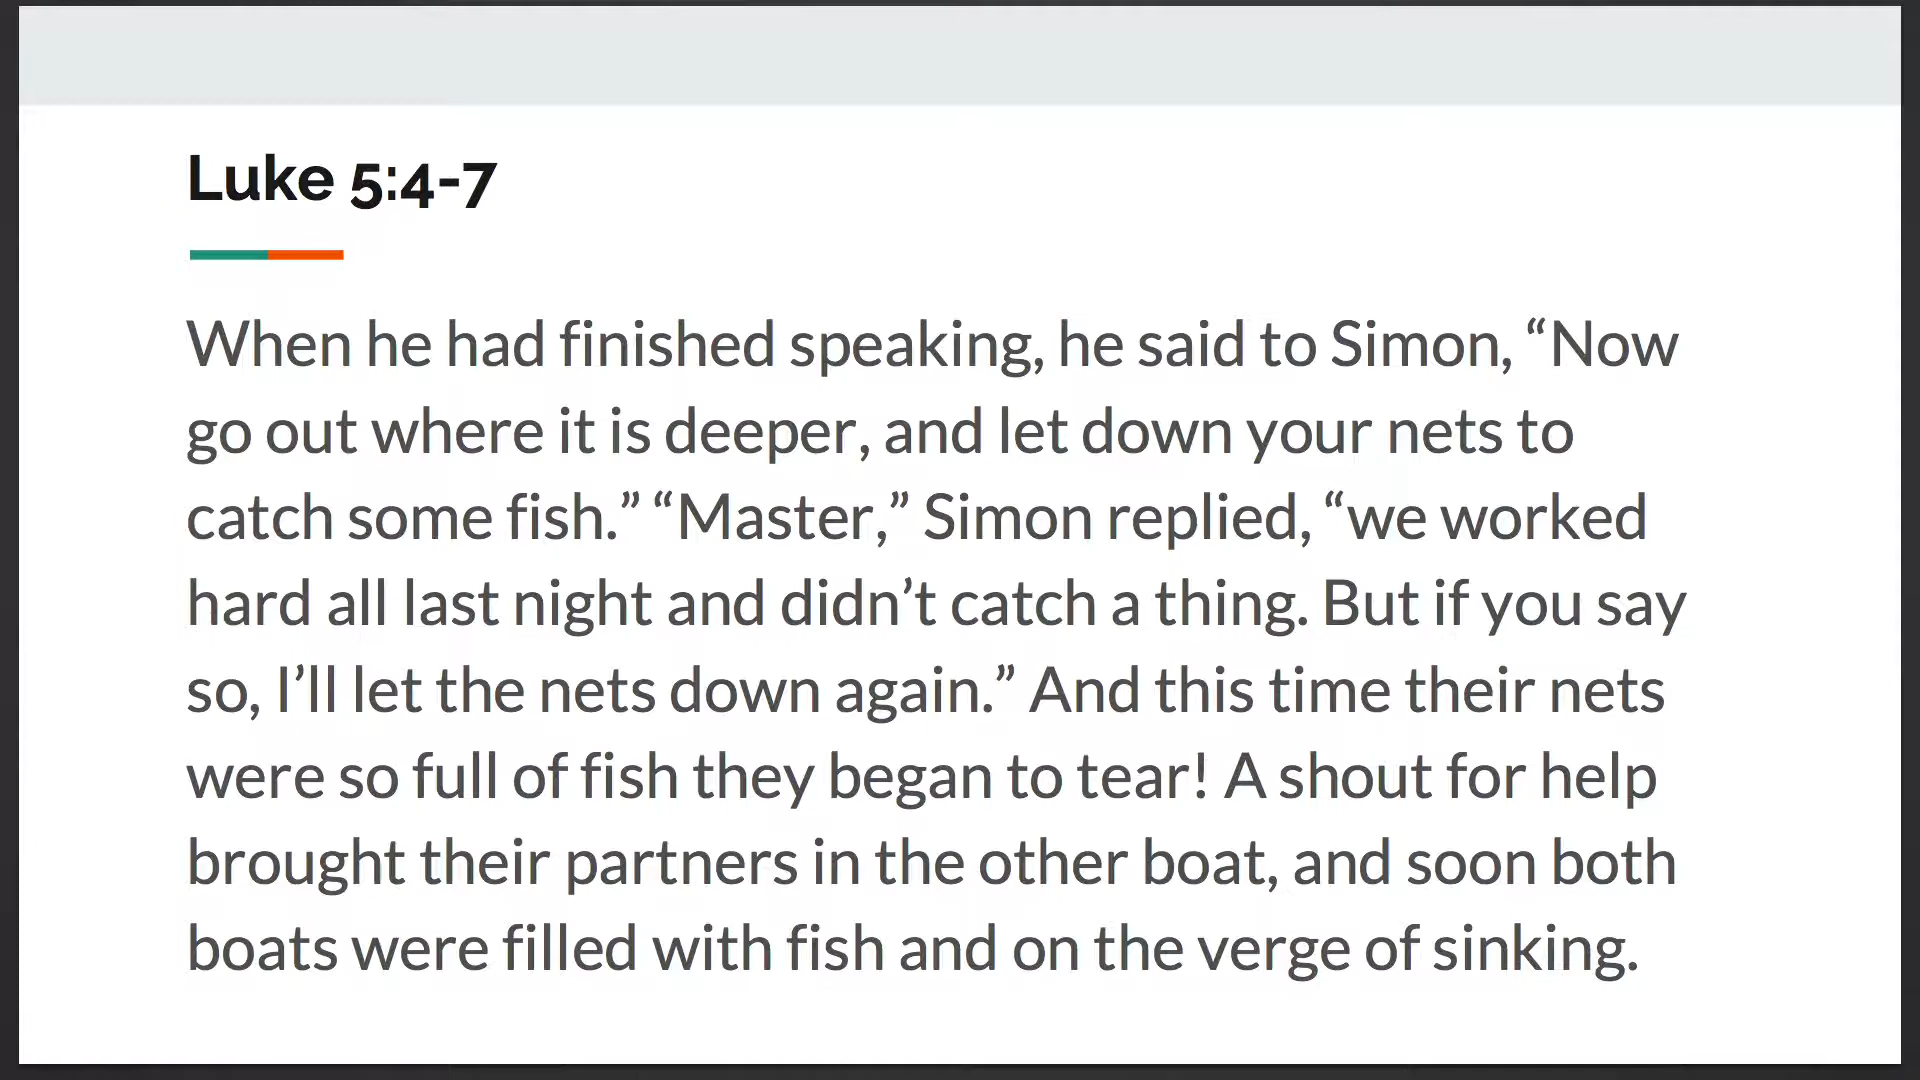 Luke 5:4-7
When he had finished speaking, he said to Simon, “Now
go out where it is deeper, and let down your nets to
catch some fish.” “Master,” Simon replied, “we worked
hard all last night and didn’t catch a thing. But if you say
so, I’ll let the nets down again.” And this time their nets
were so full of fish they began to tear! A shout for help
brought their partners in the other boat, and soon both
boats were filled with fish and on the verge of sinking.